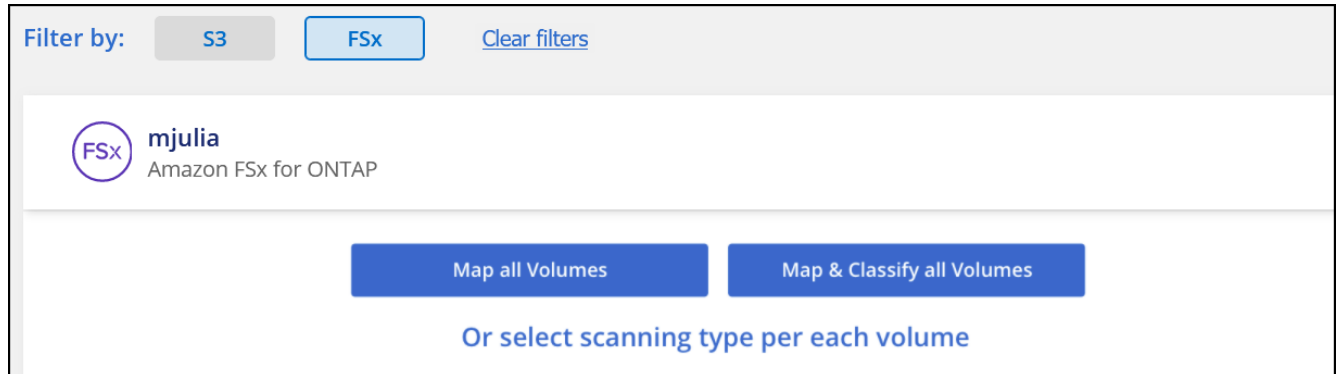 Filter by: S3 FSx Clear filters
FSx
mjulia
Amazon FSx for ONTAP
Map all Volumes Map & Classify all Volumes
Or select scanning type per each volume